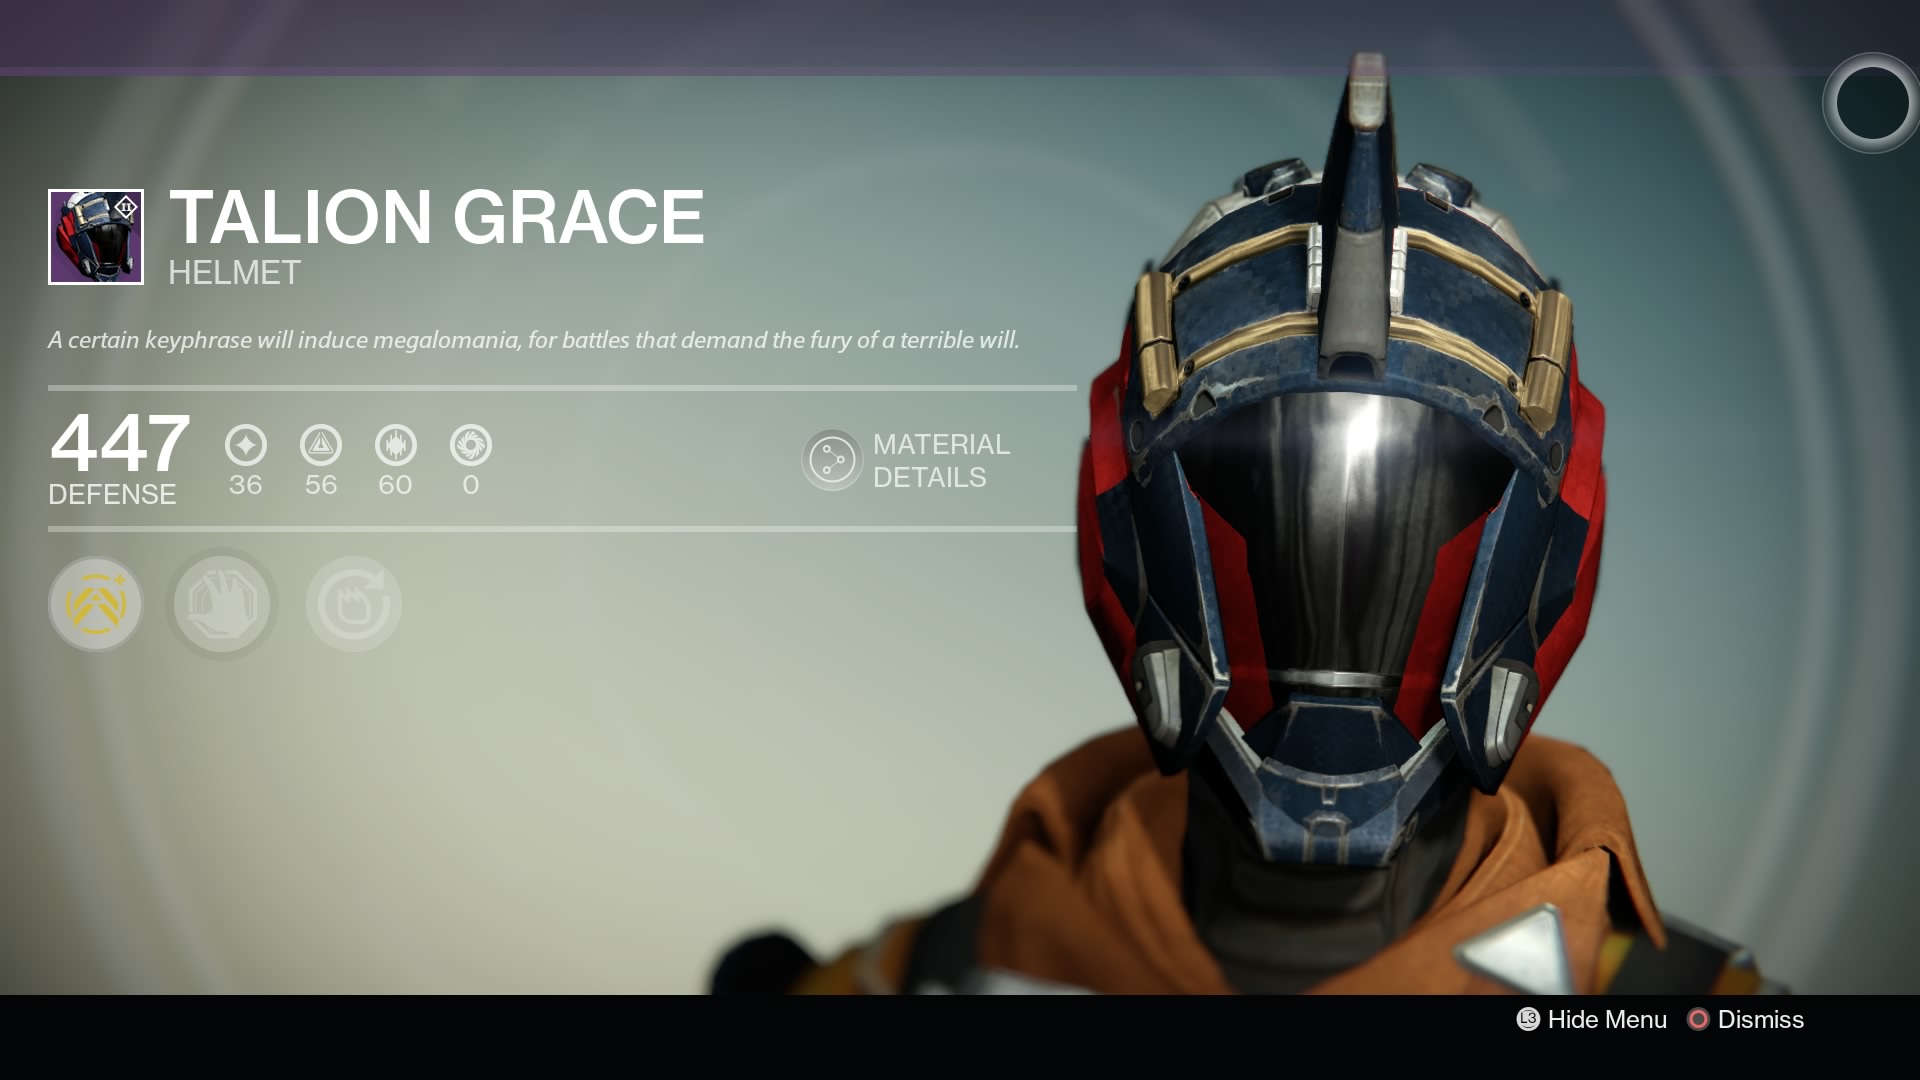 TALION GRACE
HELMET
A certain keyphrase will induce megalomania, for battles that demand the fury of a terrible will.
447
DEFENSE
36 56 60 0
MATERIAL
DETAILS
L3 Hide Menu Dismiss